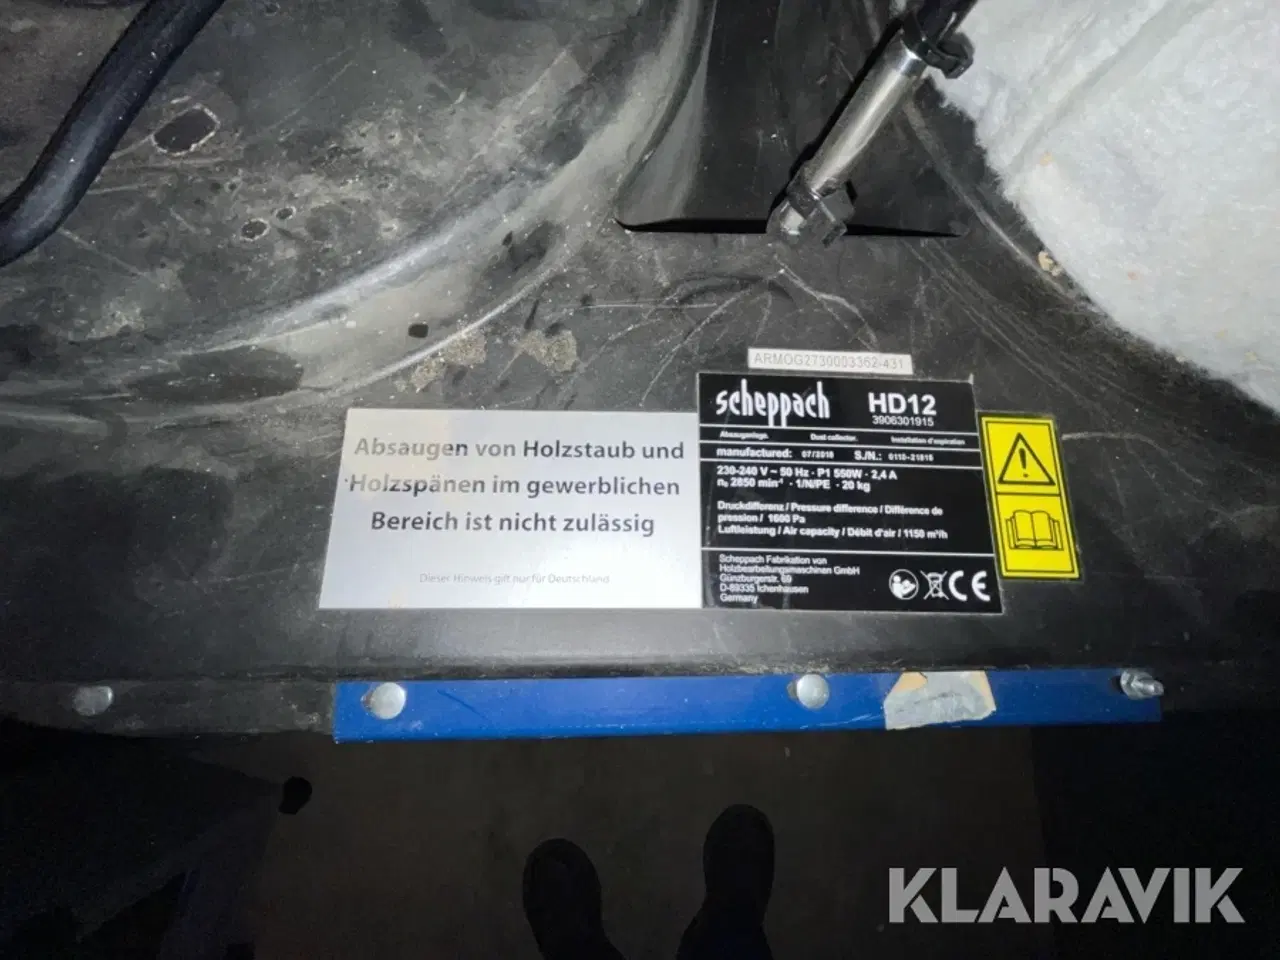 ARMOG2730003362-431
scheppach HD12
3906301915
Absauganlage. Dust collector. Installation d'aspiration
manufactured: 07/2016 S./N.: 0110-21815
230-240 V ~ 50 Hz · P1 550W · 2,4 A
n₀ 2850 min⁻¹ · 1/N/PE · 20 kg
Druckdifferenz / Pressure difference / Différence de
pression / 1600 Pa
Luftleistung / Air capacity / Débit d'air / 1150 m³/h
Scheppach Fabrikation von
Holzbearbeitungsmaschinen GmbH
Günzburgerstr. 69
D-89335 Ichenhausen
Germany
CE
Absaugen von Holzstaub und
Holzspänen im gewerblichen
Bereich ist nicht zulässig
Dieser Hinweis gilt nur für Deutschland
KLARAVIK